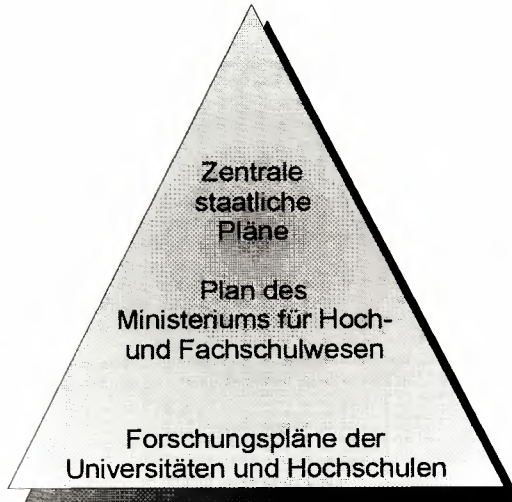 Zentrale
staatliche
Pläne
Plan des
Ministeriums für Hoch-
und Fachschulwesen
Forschungspläne der
Universitäten und Hochschulen